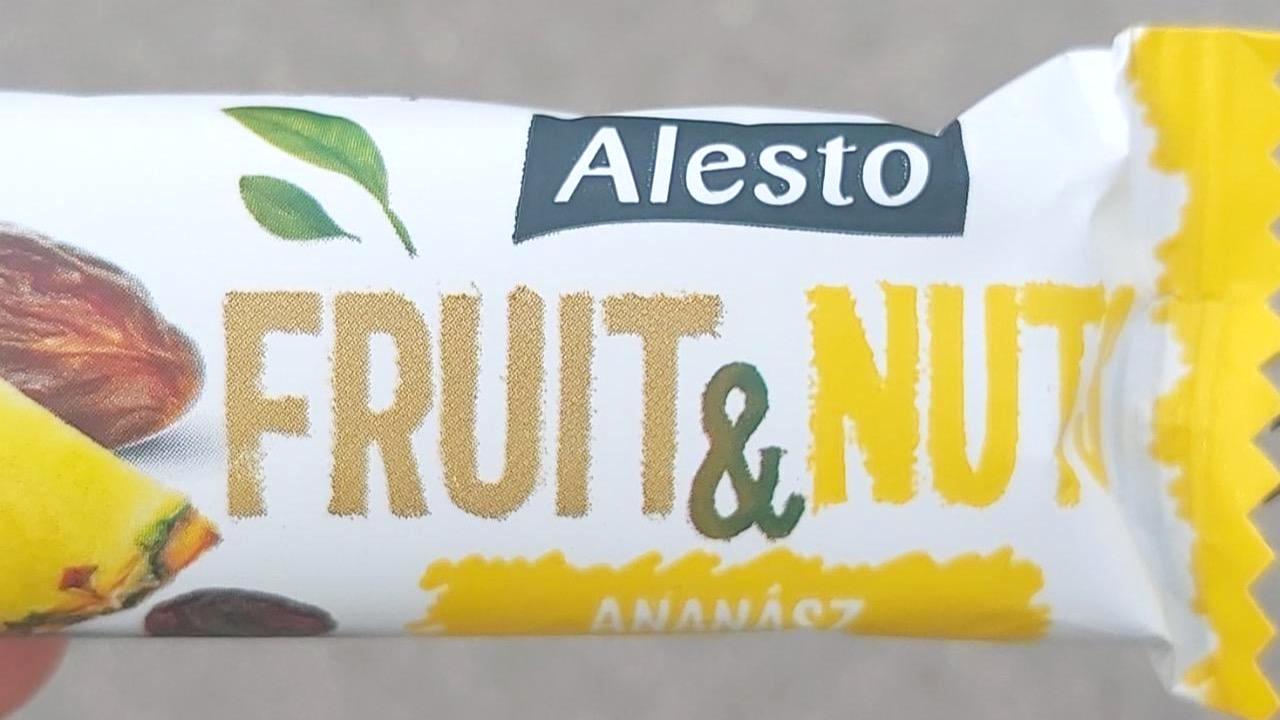 Alesto
FRUIT & NUT
ANANÁSZ